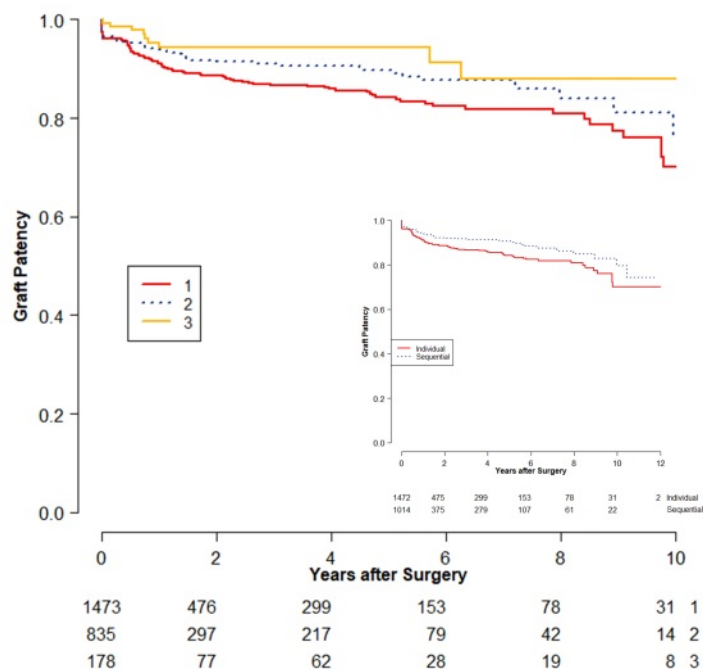 1.0
0.8
0.6
0.4
0.2
0.0
Graft Patency
1
2
3
0 2 4 6 8 10
Years after Surgery
1473 476 299 153 78 31 1
835 297 217 79 42 14 2
178 77 62 28 19 8 3
1.0
0.8
0.6
0.4
0.2
0.0
Graft Patency
Individual
Sequential
0 2 4 6 8 10 12
Years after Surgery
1472 475 299 153 78 31 2 Individual
1014 375 279 107 61 22 Sequential